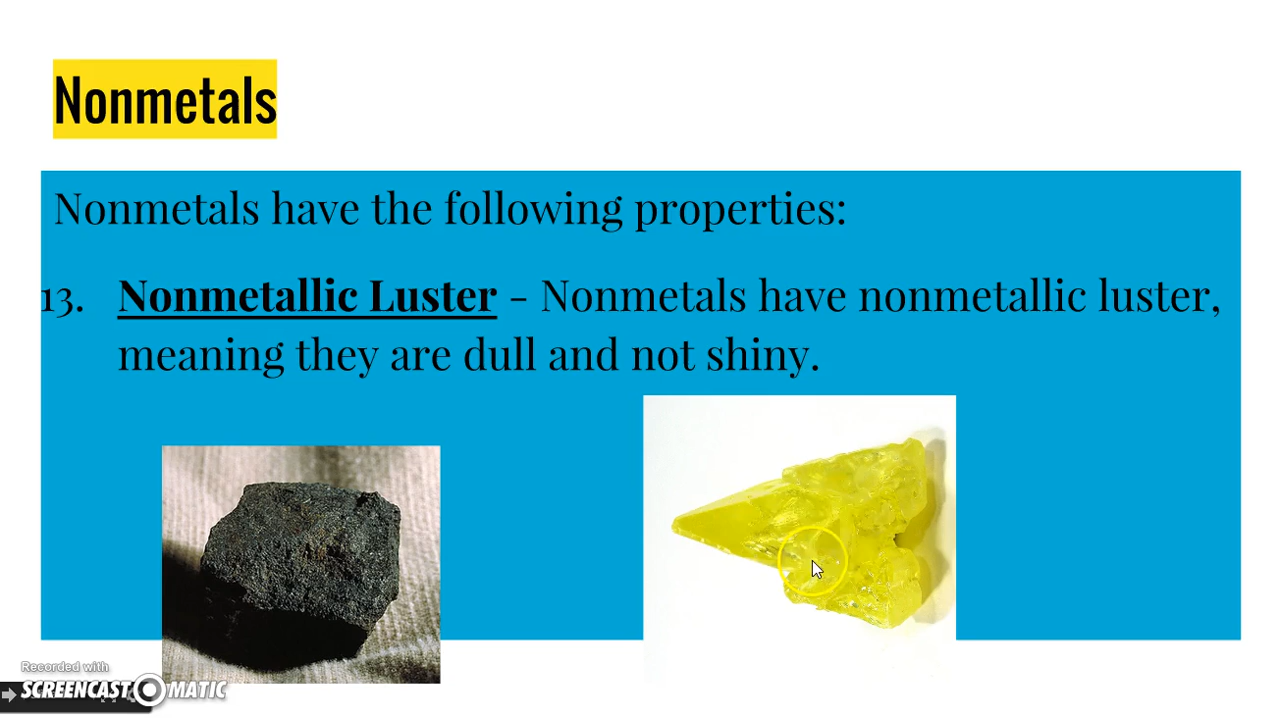 Nonmetals
Nonmetals have the following properties:
13. Nonmetallic Luster - Nonmetals have nonmetallic luster,
meaning they are dull and not shiny.
Recorded with
SCREENCAST MATIC